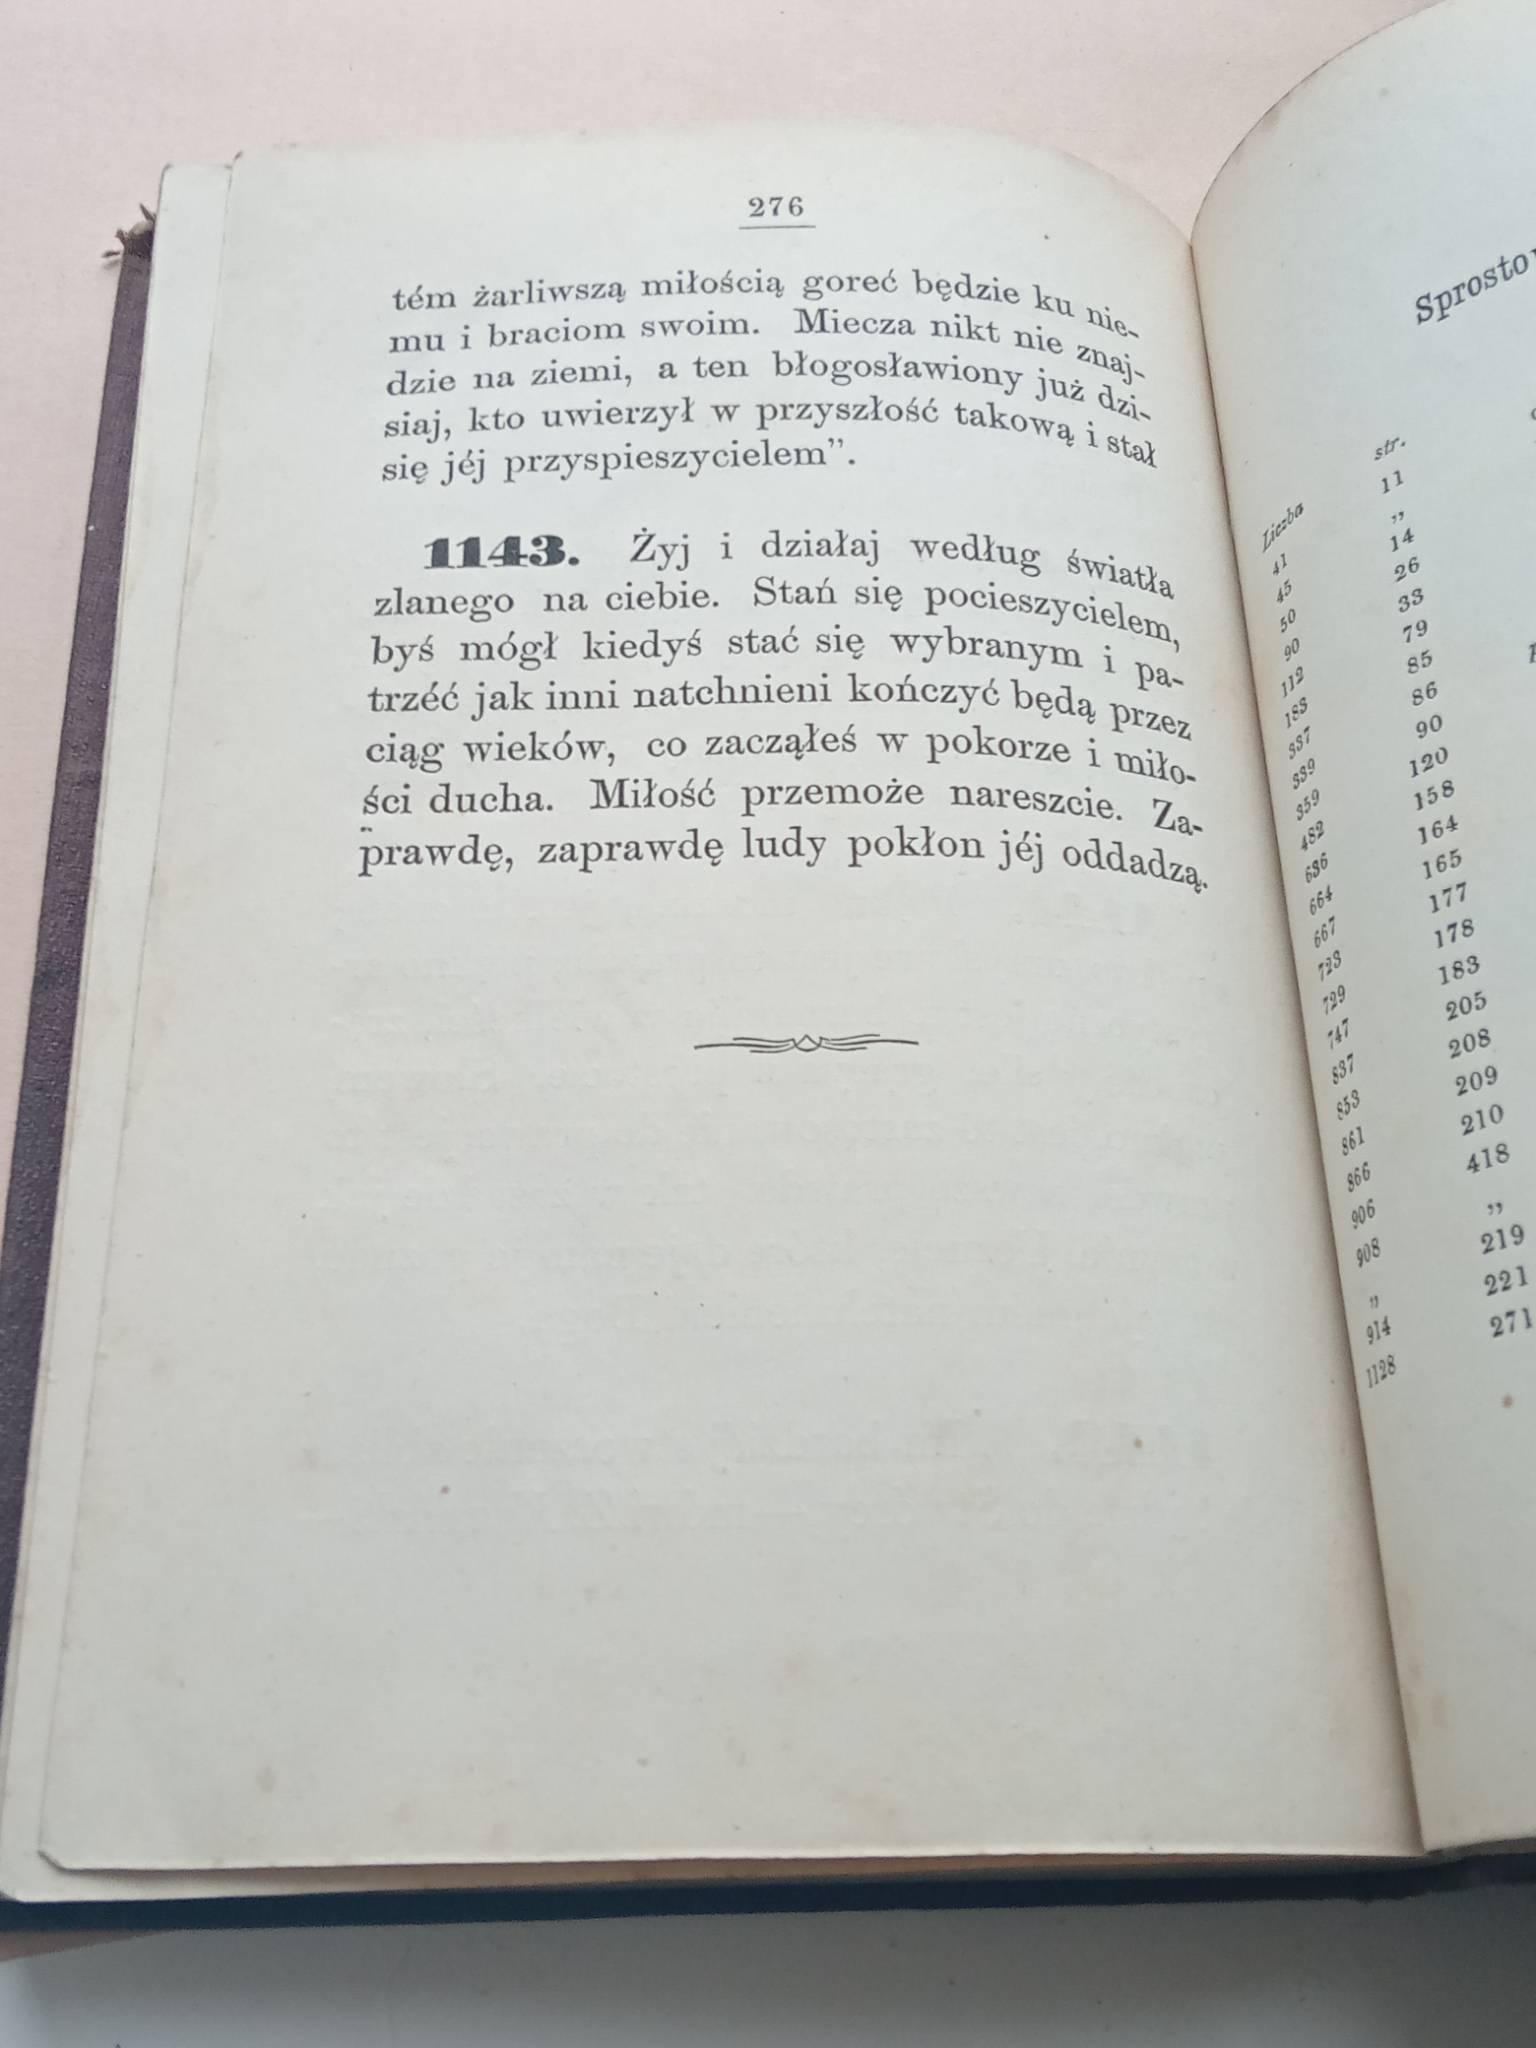 276
tém żarliwszą miłością goreć będzie ku nie-
mu i braciom swoim. Miecza nikt nie znaj-
dzie na ziemi, a ten błogosławiony już dzi-
siaj, kto uwierzył w przyszłość takową i stał
się jéj przyspieszycielem”.
1143. Żyj i działaj według światła
zlanego na ciebie. Stań się pocieszycielem,
byś mógł kiedyś stać się wybranym i pa-
trzéć jak inni natchnieni kończyć będą przez
ciąg wieków, co zacząłeś w pokorze i miło-
ści ducha. Miłość przemoże nareszcie. Za-
prawdę, zaprawdę ludy pokłon jéj oddadzą.
Liczba str.
41 11
45 ”
50 14
90 26
112 33
183 79
337 85
339 86
359 90
482 120
636 158
664 164
667 165
723 177
729 178
747 183
837 205
853 208
861 209
866 210
906 418
908 ”
” 219
914 221
1128 271